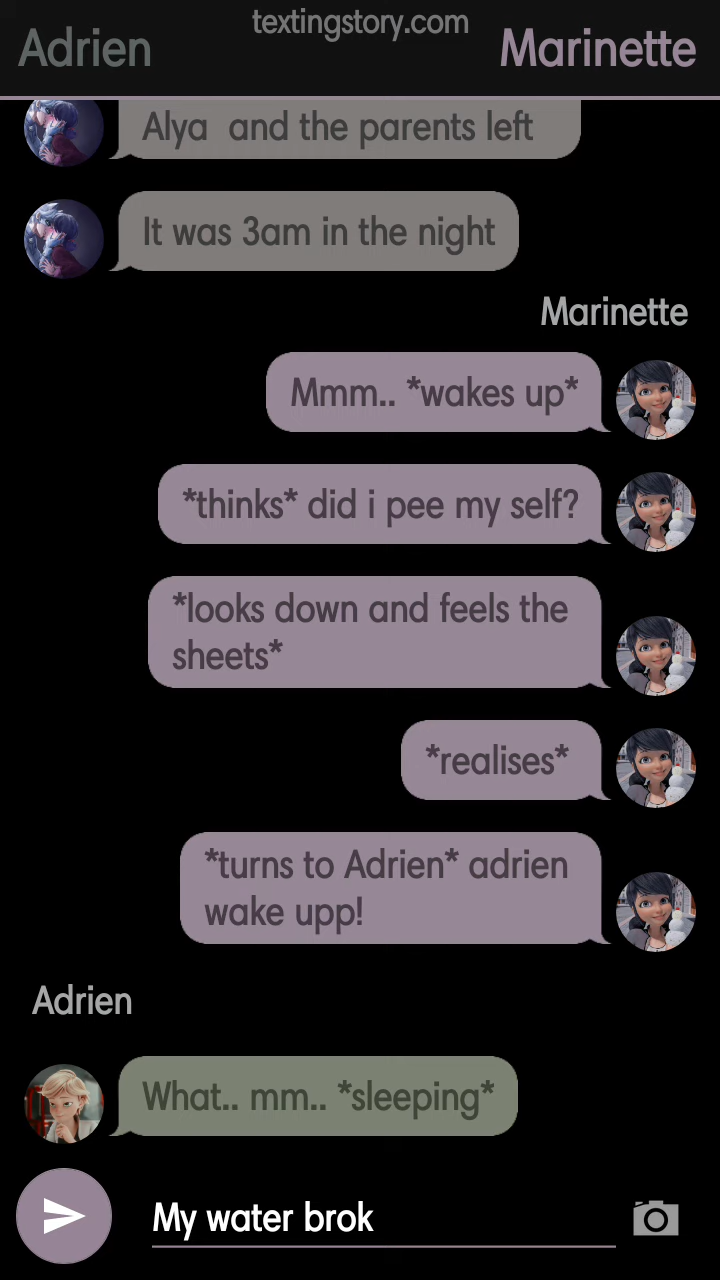 textingstory.com
Adrien
Marinette
Alya and the parents left
It was 3am in the night
Marinette
Mmm.. *wakes up*
*thinks* did i pee my self?
*looks down and feels the
sheets*
*realises*
*turns to Adrien* adrien
wake upp!
Adrien
What.. mm.. *sleeping*
My water brok